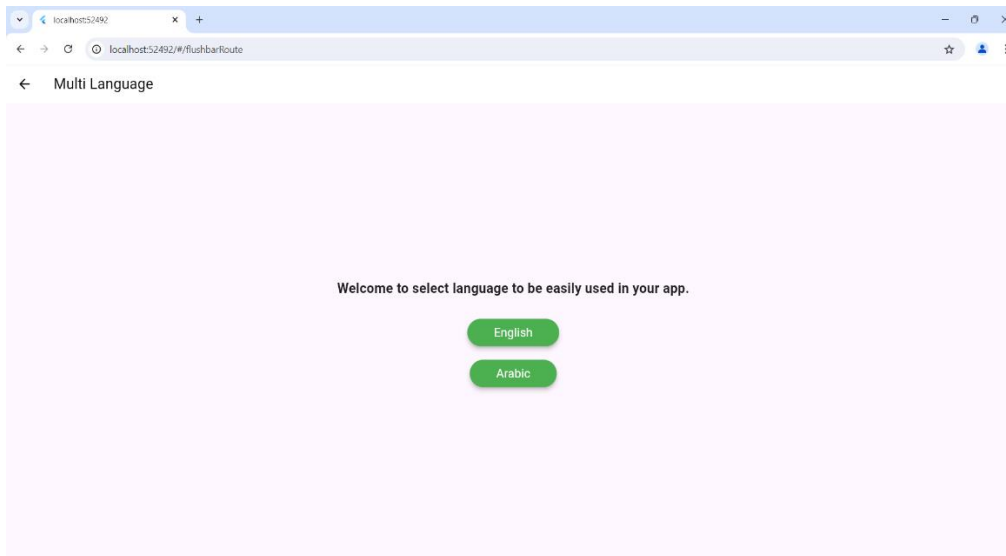 localhost:52492
localhost:52492/#/flushbarRoute
Multi Language
Welcome to select language to be easily used in your app.
English
Arabic